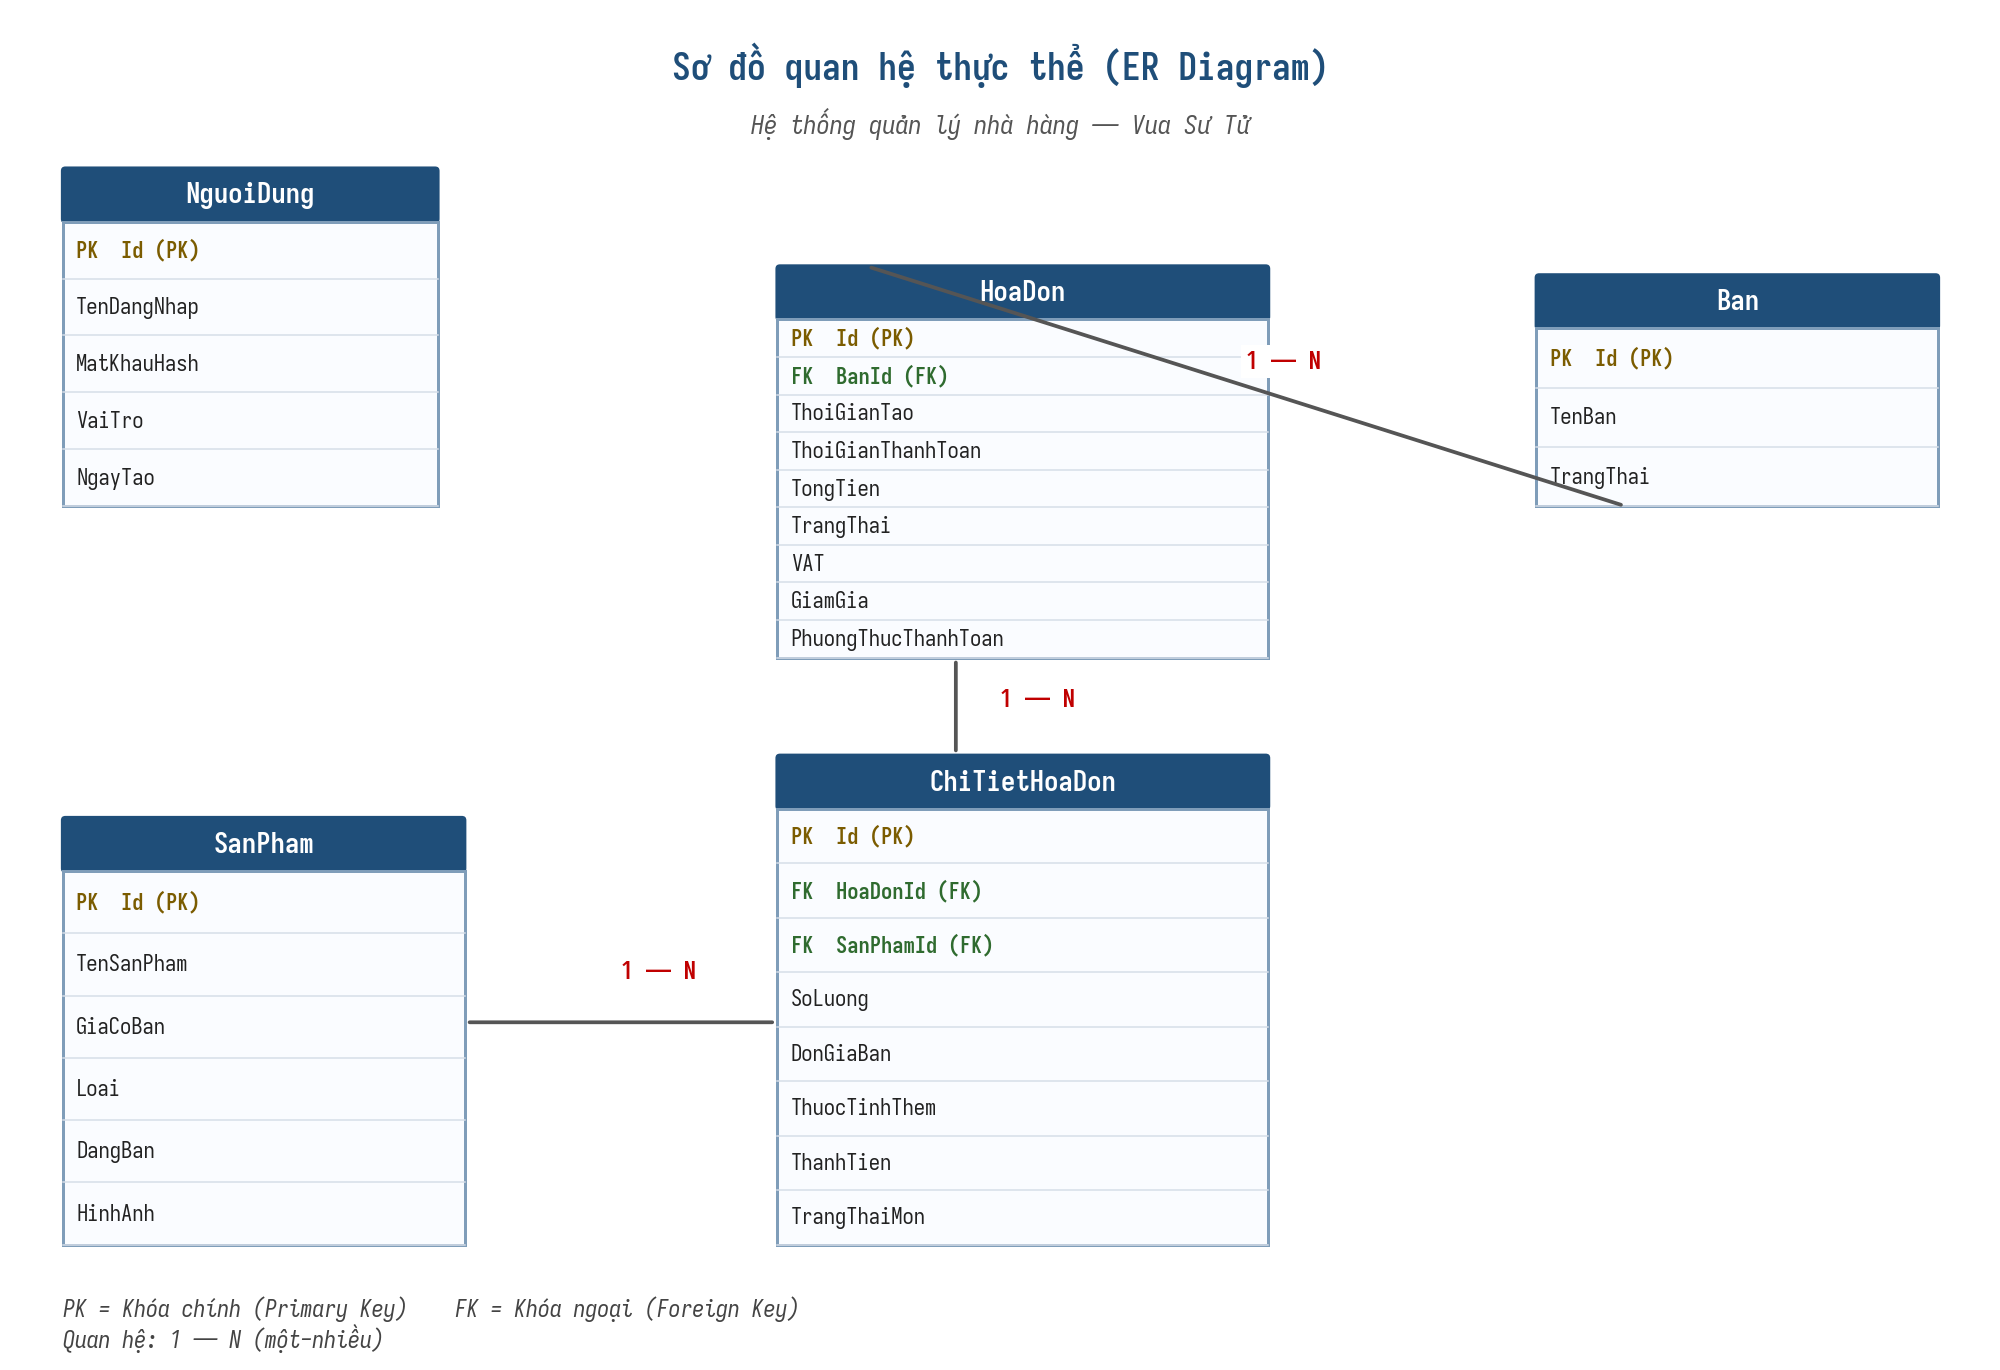 Sơ đồ quan hệ thực thể (ER Diagram)
Hệ thống quản lý nhà hàng — Vua Sư Tử
NguoiDung
PK Id (PK)
TenDangNhap
MatKhauHash
VaiTro
NgayTao
HoaDon
PK Id (PK)
FK BanId (FK)
ThoiGianTao
ThoiGianThanhToan
TongTien
TrangThai
VAT
GiamGia
PhuongThucThanhToan
1 — N
Ban
PK Id (PK)
TenBan
TrangThai
1 — N
SanPham
PK Id (PK)
TenSanPham
GiaCoBan
Loai
DangBan
HinhAnh
1 — N
ChiTietHoaDon
PK Id (PK)
FK HoaDonId (FK)
FK SanPhamId (FK)
SoLuong
DonGiaBan
ThuocTinhThem
ThanhTien
TrangThaiMon
PK = Khóa chính (Primary Key) FK = Khóa ngoại (Foreign Key)
Quan hệ: 1 — N (một-nhiều)